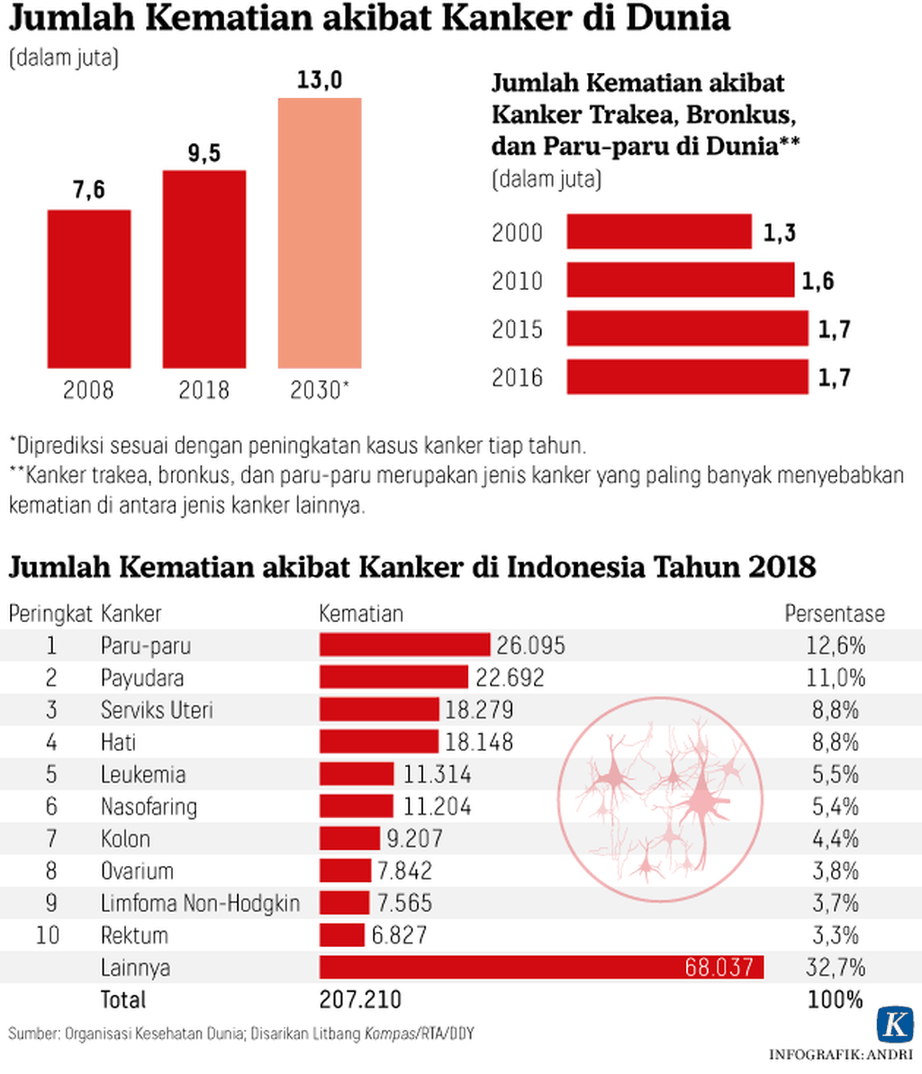 Jumlah Kematian akibat Kanker di Dunia
(dalam juta)
7,6
9,5
13,0
2008
2018
2030*
Jumlah Kematian akibat
Kanker Trakea, Bronkus,
dan Paru-paru di Dunia**
(dalam juta)
2000 1,3
2010 1,6
2015 1,7
2016 1,7
*Diprediksi sesuai dengan peningkatan kasus kanker tiap tahun.
**Kanker trakea, bronkus, dan paru-paru merupakan jenis kanker yang paling banyak menyebabkan
kematian di antara jenis kanker lainnya.
Jumlah Kematian akibat Kanker di Indonesia Tahun 2018
Peringkat Kanker Kematian Persentase
1 Paru-paru 26.095 12,6%
2 Payudara 22.692 11,0%
3 Serviks Uteri 18.279 8,8%
4 Hati 18.148 8,8%
5 Leukemia 11.314 5,5%
6 Nasofaring 11.204 5,4%
7 Kolon 9.207 4,4%
8 Ovarium 7.842 3,8%
9 Limfoma Non-Hodgkin 7.565 3,7%
10 Rektum 6.827 3,3%
Lainnya 68.037 32,7%
Total 207.210 100%
Sumber: Organisasi Kesehatan Dunia; Disarikan Litbang Kompas/RTA/DDY
K
INFOGRAFIK: ANDRI